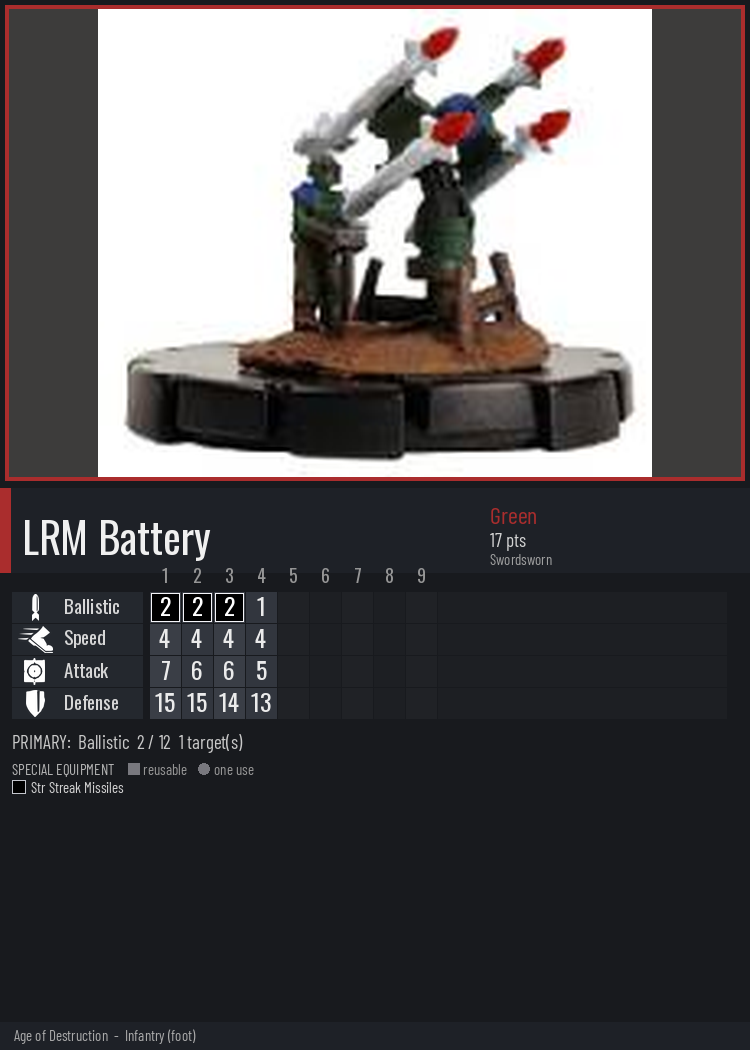 LRM Battery
Green
17 pts
Swordsworn
1 2 3 4 5 6 7 8 9
Ballistic 2 2 2 1
Speed 4 4 4 4
Attack 7 6 6 5
Defense 15 15 14 13
PRIMARY: Ballistic 2 / 12 1 target(s)
SPECIAL EQUIPMENT reusable one use
Str Streak Missiles
Age of Destruction - Infantry (foot)